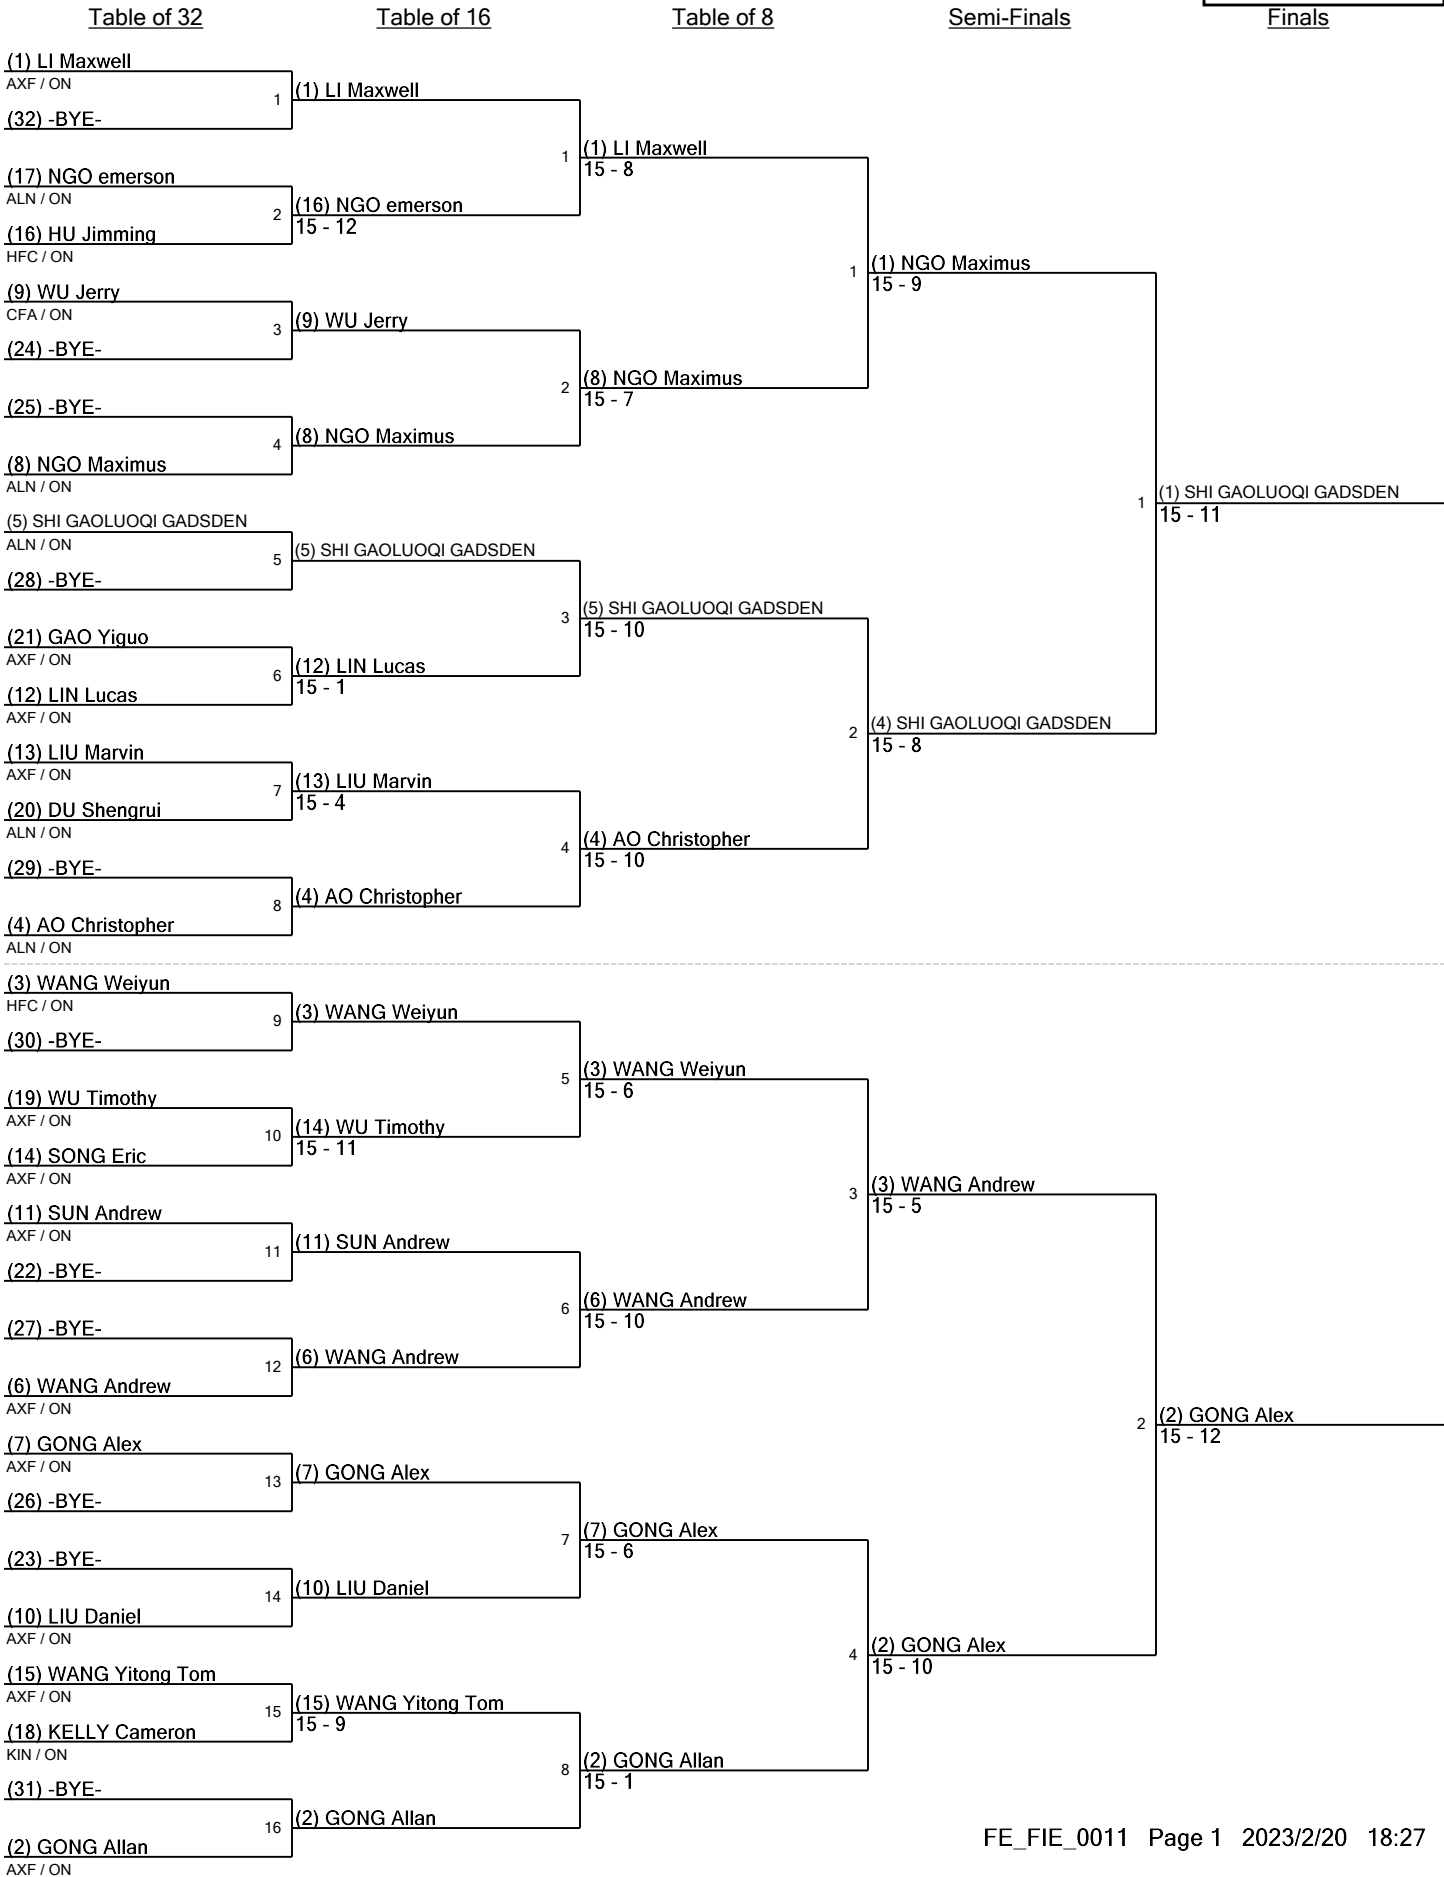 Table of 32
Table of 16
Table of 8
Semi-Finals
Finals
(1) LI Maxwell
AXF / ON
(32) -BYE-
(17) NGO emerson
ALN / ON
(16) HU Jimming
HFC / ON
(9) WU Jerry
CFA / ON
(24) -BYE-
(25) -BYE-
(8) NGO Maximus
ALN / ON
(5) SHI GAOLUOQI GADSDEN
ALN / ON
(28) -BYE-
(21) GAO Yiguo
AXF / ON
(12) LIN Lucas
AXF / ON
(13) LIU Marvin
AXF / ON
(20) DU Shengrui
ALN / ON
(29) -BYE-
(4) AO Christopher
ALN / ON
(3) WANG Weiyun
HFC / ON
(30) -BYE-
(19) WU Timothy
AXF / ON
(14) SONG Eric
AXF / ON
(11) SUN Andrew
AXF / ON
(22) -BYE-
(27) -BYE-
(6) WANG Andrew
AXF / ON
(7) GONG Alex
AXF / ON
(26) -BYE-
(23) -BYE-
(10) LIU Daniel
AXF / ON
(15) WANG Yitong Tom
AXF / ON
(18) KELLY Cameron
KIN / ON
(31) -BYE-
(2) GONG Allan
AXF / ON
1
(1) LI Maxwell
2
(16) NGO emerson
15 - 12
3
(9) WU Jerry
4
(8) NGO Maximus
5
(5) SHI GAOLUOQI GADSDEN
6
(12) LIN Lucas
15 - 1
7
(13) LIU Marvin
15 - 4
8
(4) AO Christopher
9
(3) WANG Weiyun
10
(14) WU Timothy
15 - 11
11
(11) SUN Andrew
12
(6) WANG Andrew
13
(7) GONG Alex
14
(10) LIU Daniel
15
(15) WANG Yitong Tom
15 - 9
16
(2) GONG Allan
1
(1) LI Maxwell
15 - 8
2
(8) NGO Maximus
15 - 7
3
(5) SHI GAOLUOQI GADSDEN
15 - 10
4
(4) AO Christopher
15 - 10
5
(3) WANG Weiyun
15 - 6
6
(6) WANG Andrew
15 - 10
7
(7) GONG Alex
15 - 6
8
(2) GONG Allan
15 - 1
1
(1) NGO Maximus
15 - 9
2
(4) SHI GAOLUOQI GADSDEN
15 - 8
3
(3) WANG Andrew
15 - 5
4
(2) GONG Alex
15 - 10
1
(1) SHI GAOLUOQI GADSDEN
15 - 11
2
(2) GONG Alex
15 - 12
FE_FIE_0011 Page 1 2023/2/20 18:27